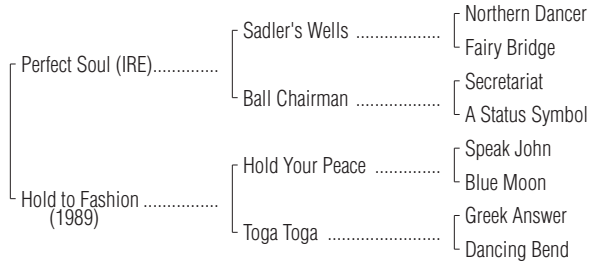 Northern Dancer
Sadler's Wells ..................
Fairy Bridge
Perfect Soul (IRE)..............
Secretariat
Ball Chairman ..................
A Status Symbol
Speak John
Hold Your Peace ..............
Blue Moon
Hold to Fashion ................
(1989)
Greek Answer
Toga Toga ........................
Dancing Bend